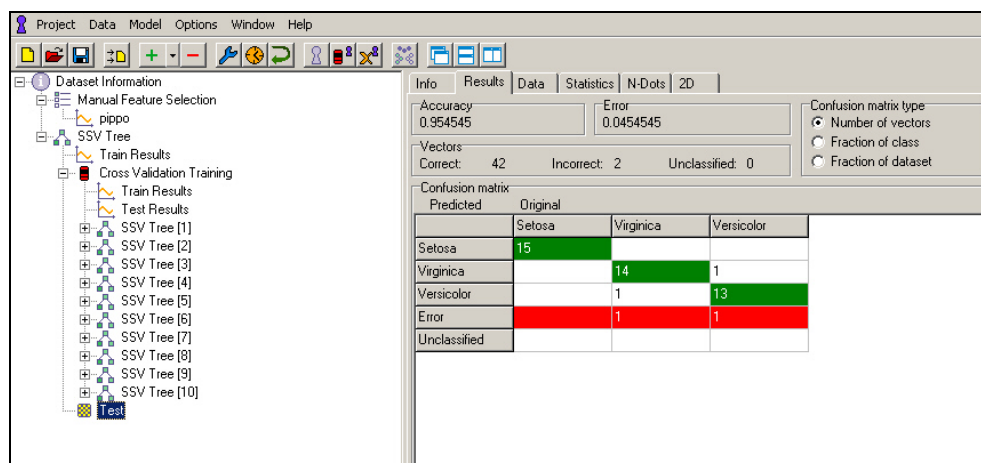 Project Data Model Options Window Help
Dataset Information
Manual Feature Selection
pippo
SSV Tree
Train Results
Cross Validation Training
Train Results
Test Results
SSV Tree [1]
SSV Tree [2]
SSV Tree [3]
SSV Tree [4]
SSV Tree [5]
SSV Tree [6]
SSV Tree [7]
SSV Tree [8]
SSV Tree [9]
SSV Tree [10]
Test
Info Results Data Statistics N-Dots 2D
Accuracy
0.954545
Error
0.0454545
Confusion matrix type
Number of vectors
Fraction of class
Fraction of dataset
Vectors
Correct: 42 Incorrect: 2 Unclassified: 0
Confusion matrix
Predicted Original
Setosa Virginica Versicolor
Setosa 15
Virginica 14 1
Versicolor 1 13
Error 1 1
Unclassified